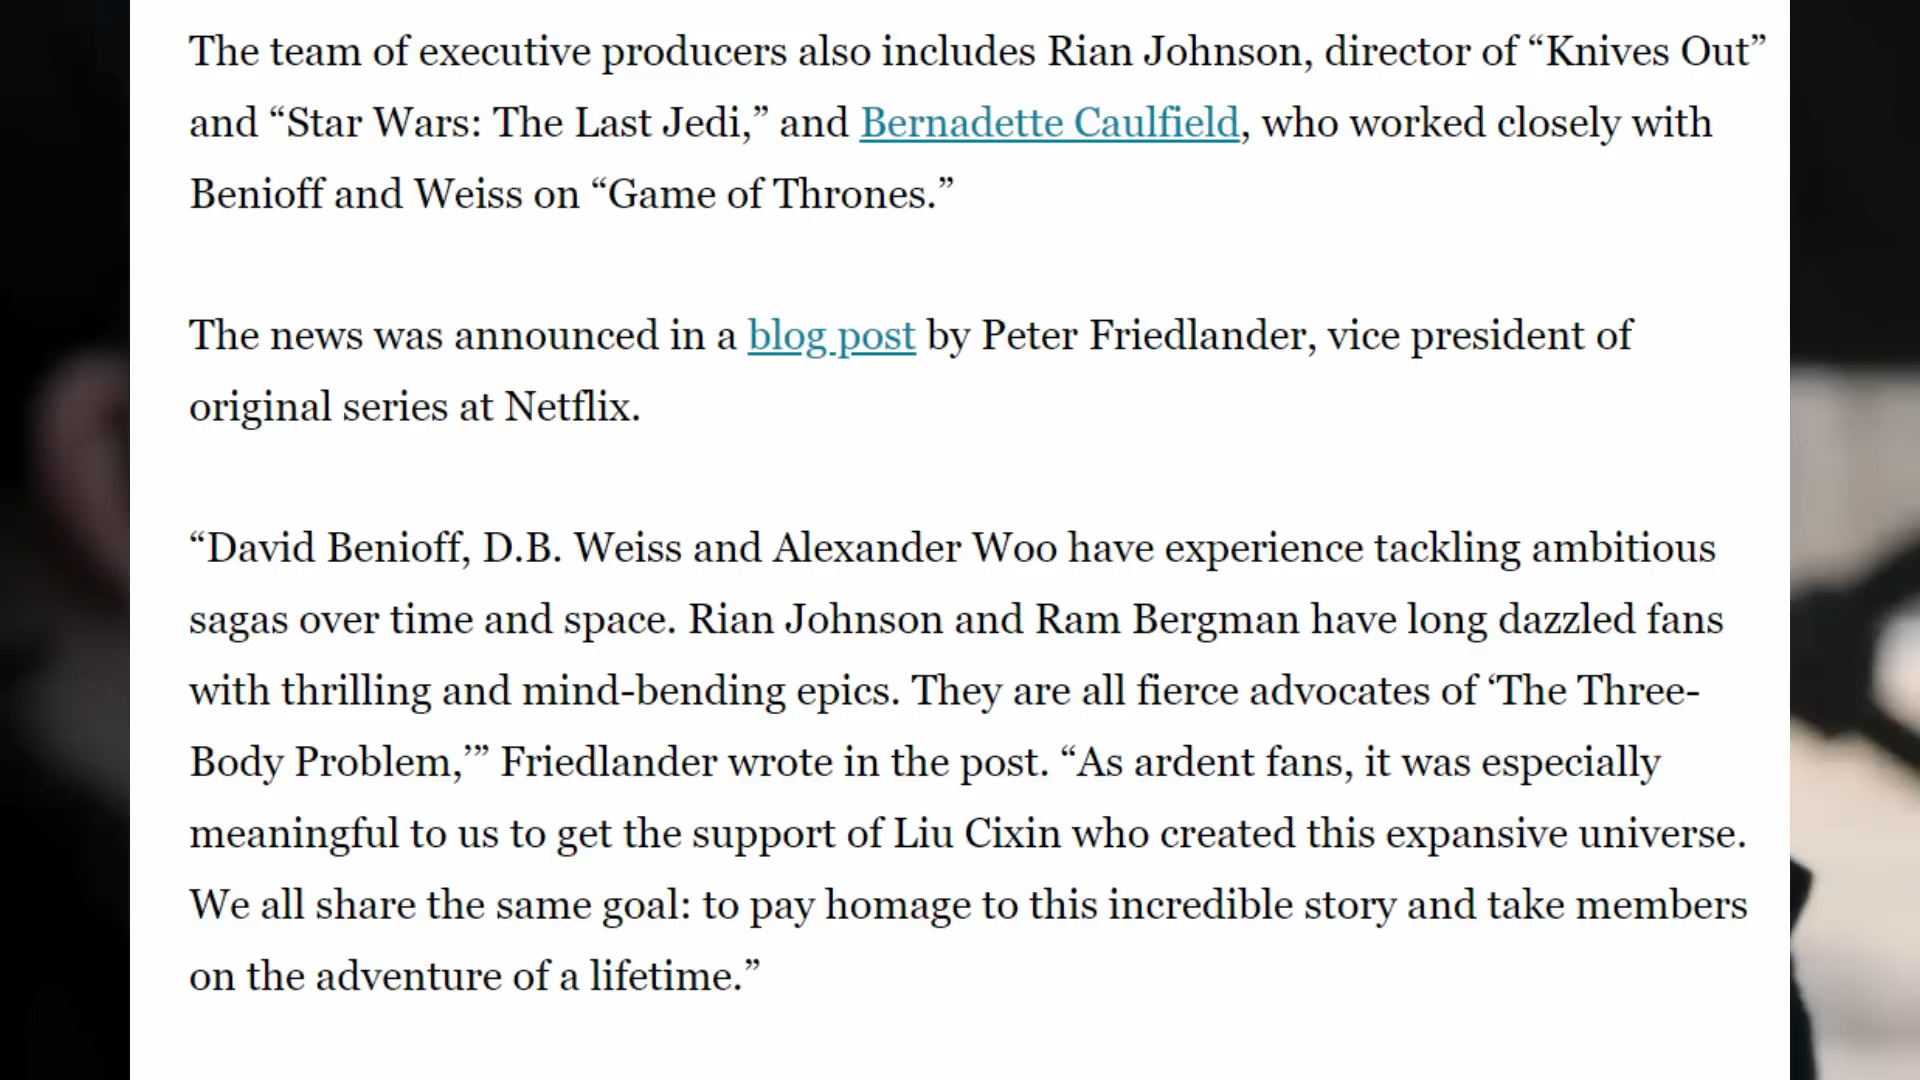 The team of executive producers also includes Rian Johnson, director of “Knives Out”
and “Star Wars: The Last Jedi,” and Bernadette Caulfield, who worked closely with
Benioff and Weiss on “Game of Thrones.”
The news was announced in a blog post by Peter Friedlander, vice president of
original series at Netflix.
“David Benioff, D.B. Weiss and Alexander Woo have experience tackling ambitious
sagas over time and space. Rian Johnson and Ram Bergman have long dazzled fans
with thrilling and mind-bending epics. They are all fierce advocates of ‘The Three-
Body Problem,’” Friedlander wrote in the post. “As ardent fans, it was especially
meaningful to us to get the support of Liu Cixin who created this expansive universe.
We all share the same goal: to pay homage to this incredible story and take members
on the adventure of a lifetime.”